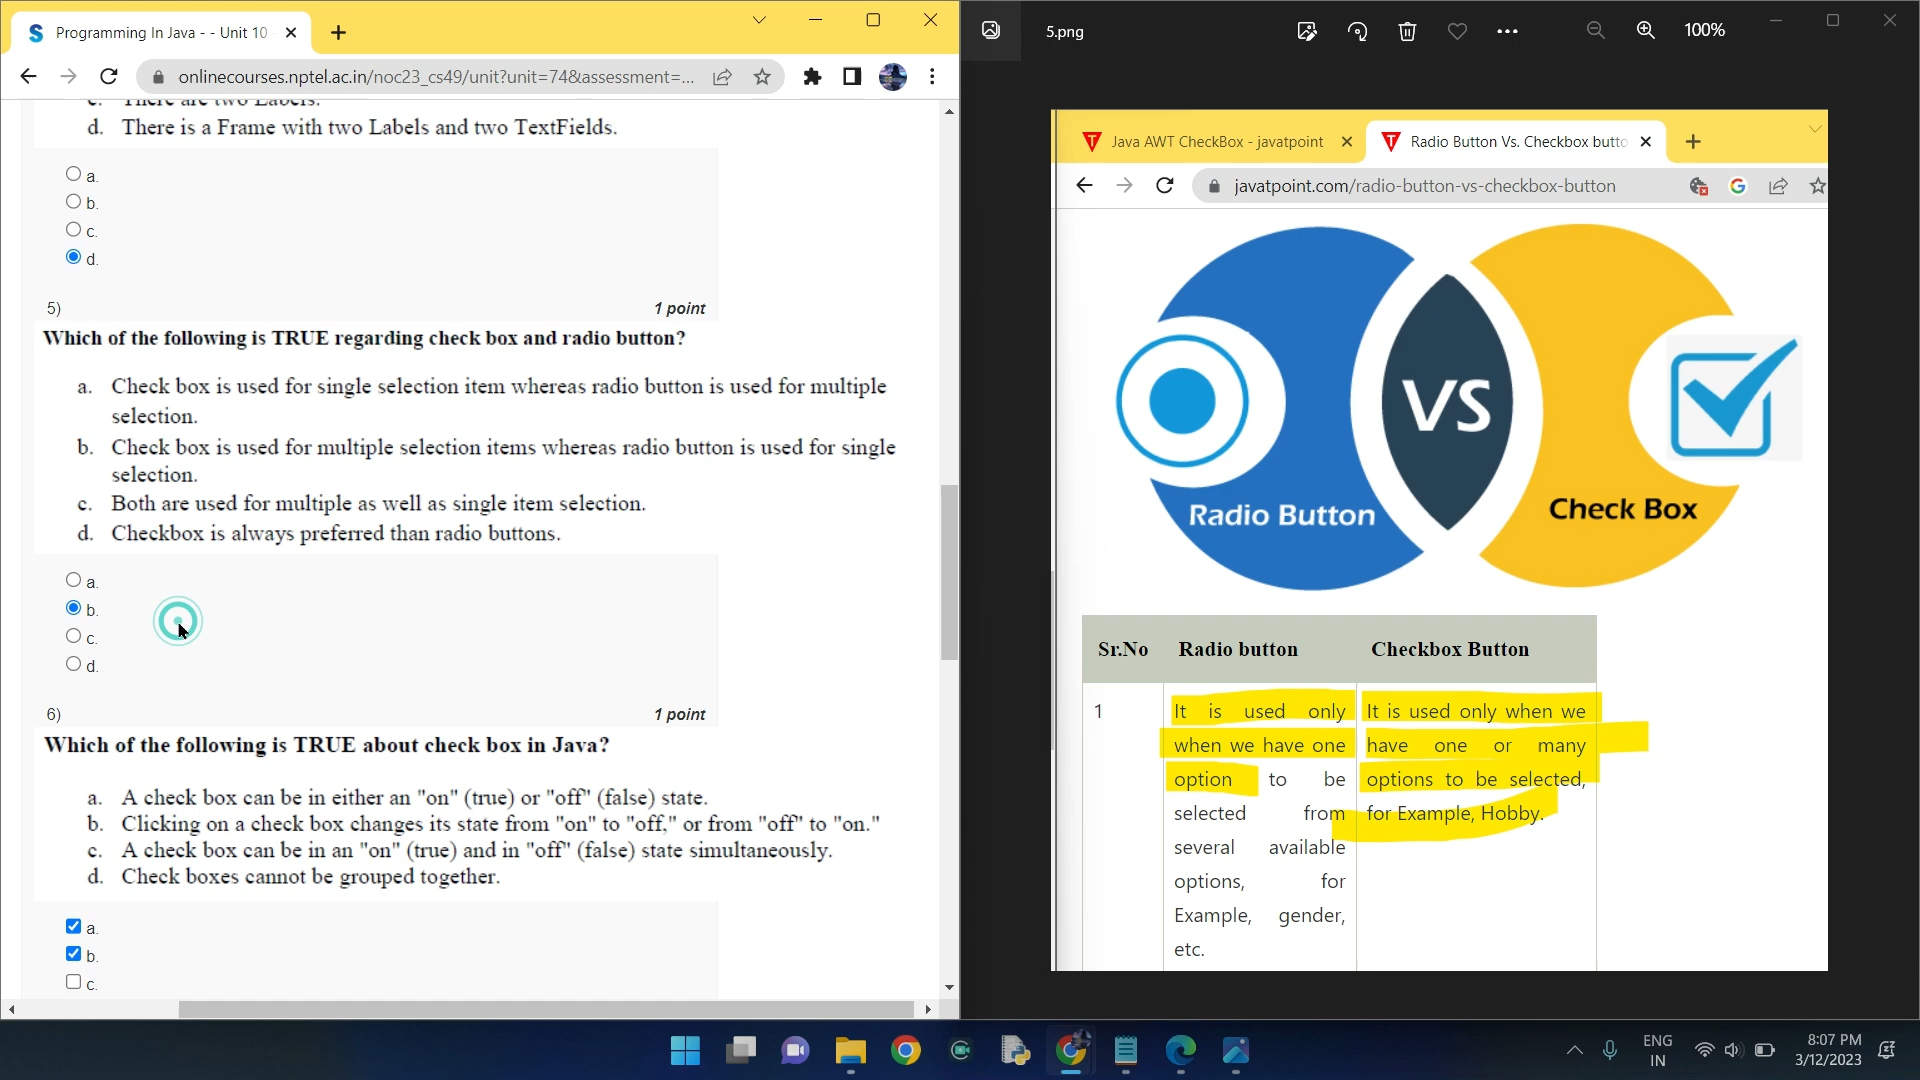 Programming In Java - - Unit 10
onlinecourses.nptel.ac.in/noc23_cs49/unit?unit=74&assessment=...
c. There are two Labels.
d. There is a Frame with two Labels and two TextFields.
a.
b.
c.
d.
5)
1 point
Which of the following is TRUE regarding check box and radio button?
a. Check box is used for single selection item whereas radio button is used for multiple
selection.
b. Check box is used for multiple selection items whereas radio button is used for single
selection.
c. Both are used for multiple as well as single item selection.
d. Checkbox is always preferred than radio buttons.
a.
b.
c.
d.
6)
1 point
Which of the following is TRUE about check box in Java?
a. A check box can be in either an "on" (true) or "off" (false) state.
b. Clicking on a check box changes its state from "on" to "off," or from "off" to "on."
c. A check box can be in an "on" (true) and in "off" (false) state simultaneously.
d. Check boxes cannot be grouped together.
a.
b.
c.
5.png
100%
Java AWT CheckBox - javatpoint
Radio Button Vs. Checkbox butto
javatpoint.com/radio-button-vs-checkbox-button
VS
Radio Button
Check Box
Sr.No Radio button Checkbox Button
1
It is used only
when we have one
option to be
selected from
several available
options, for
Example, gender,
etc.
It is used only when we
have one or many
options to be selected,
for Example, Hobby.
ENG
IN
8:07 PM
3/12/2023